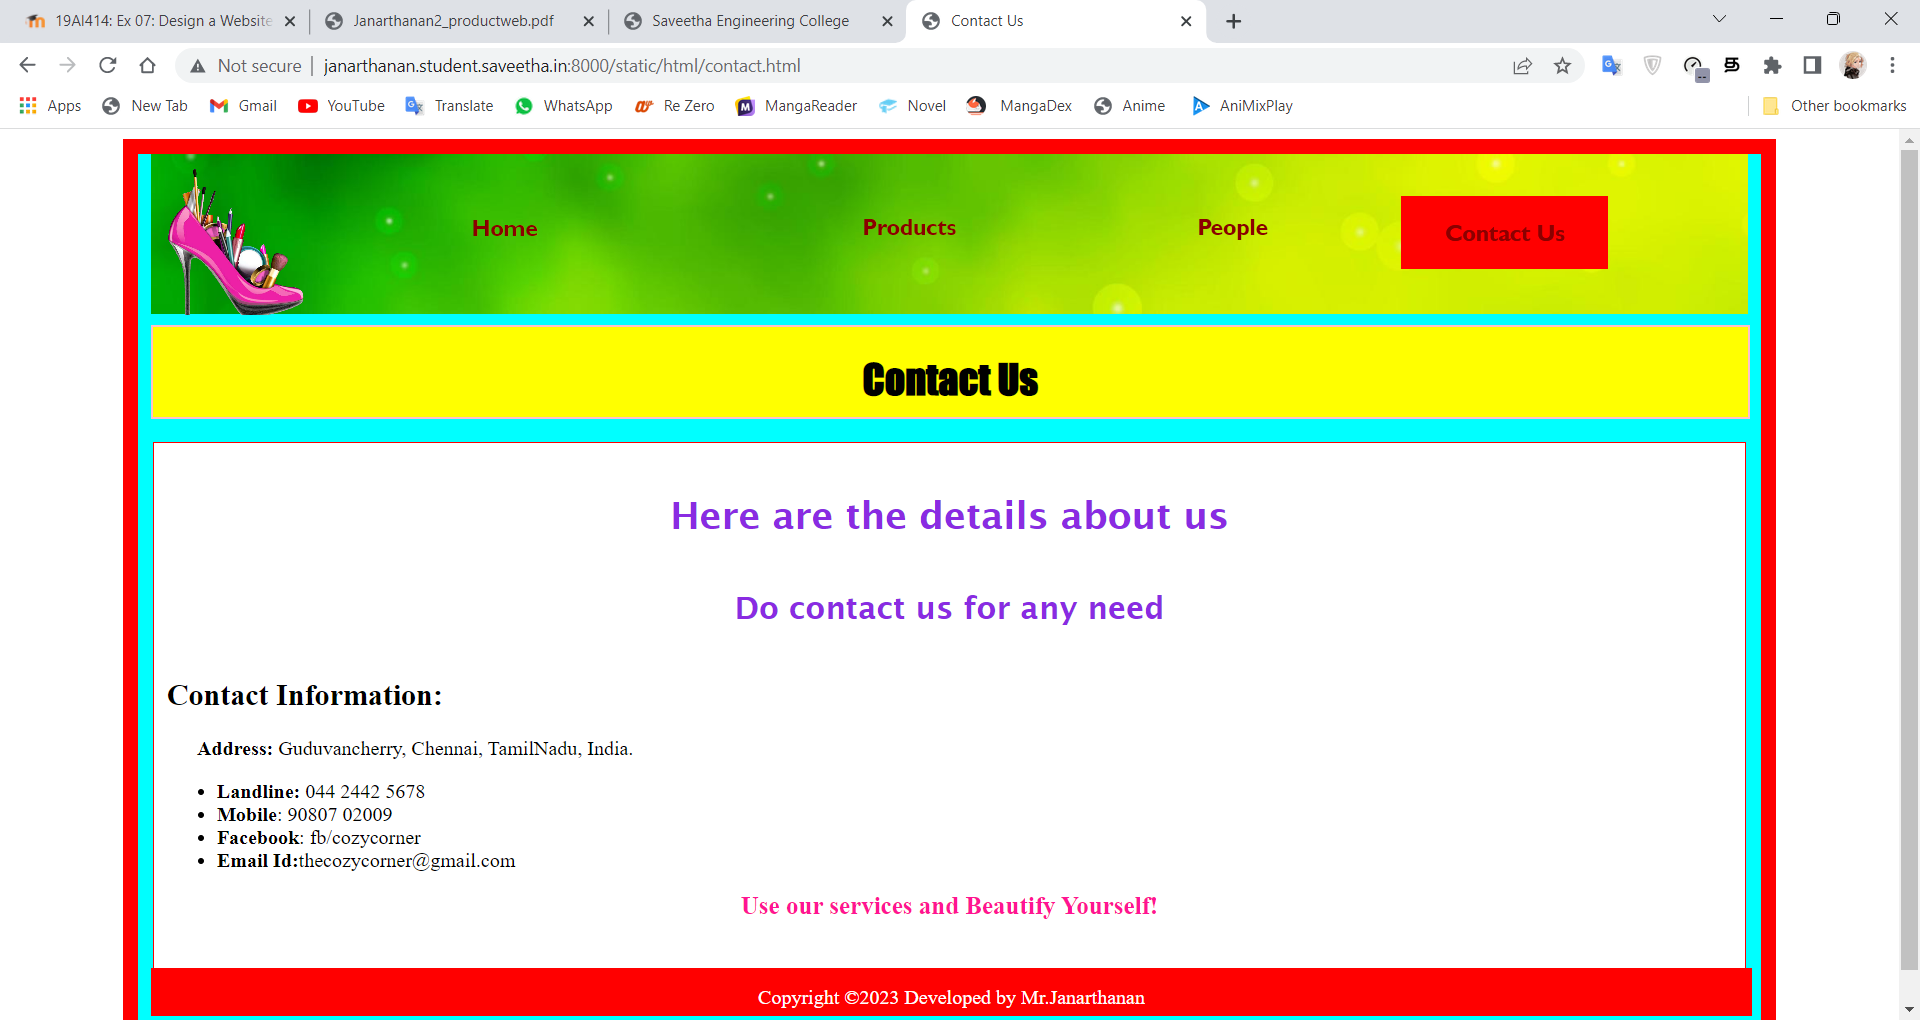 19AI414: Ex 07: Design a Website
Janarthanan2_productweb.pdf
Saveetha Engineering College
Contact Us
Not secure
janarthanan.student.saveetha.in:8000/static/html/contact.html
Apps
New Tab
Gmail
YouTube
Translate
WhatsApp
Re Zero
MangaReader
Novel
MangaDex
Anime
AniMixPlay
Other bookmarks
Home
Products
People
Contact Us
Contact Us
Here are the details about us
Do contact us for any need
Contact Information:
Address: Guduvancherry, Chennai, TamilNadu, India.
Landline: 044 2442 5678
Mobile: 90807 02009
Facebook: fb/cozycorner
Email Id:thecozycorner@gmail.com
Use our services and Beautify Yourself!
Copyright ©2023 Developed by Mr.Janarthanan